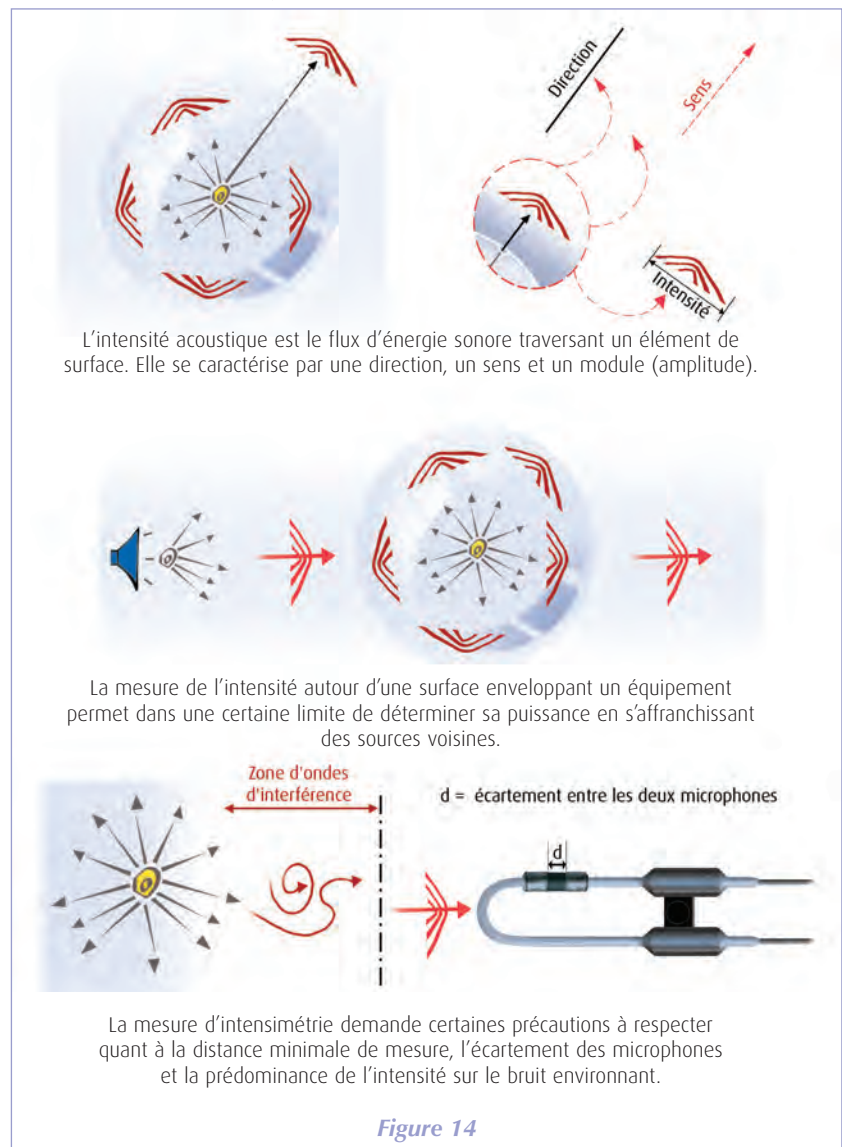 Direction
Sens
Intensité
L'intensité acoustique est le flux d'énergie sonore traversant un élément de
surface. Elle se caractérise par une direction, un sens et un module (amplitude).
La mesure de l'intensité autour d'une surface enveloppant un équipement
permet dans une certaine limite de déterminer sa puissance en s'affranchissant
des sources voisines.
Zone d'ondes
d'interférence
d = écartement entre les deux microphones
d
La mesure d'intensimétrie demande certaines précautions à respecter
quant à la distance minimale de mesure, l'écartement des microphones
et la prédominance de l'intensité sur le bruit environnant.
Figure 14